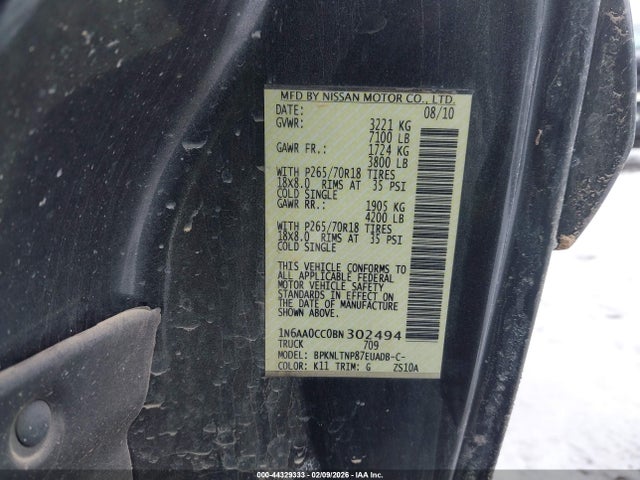 MFD BY NISSAN MOTOR CO., LTD.
DATE: 08/10
GVWR: 3221 KG
7100 LB
GAWR FR.: 1724 KG
3800 LB
WITH P265/70R18 TIRES
18X8.0 RIMS AT 35 PSI
COLD SINGLE
GAWR RR.: 1905 KG
4200 LB
WITH P265/70R18 TIRES
18X8.0 RIMS AT 35 PSI
COLD SINGLE
THIS VEHICLE CONFORMS TO
ALL APPLICABLE FEDERAL
MOTOR VEHICLE SAFETY
STANDARDS IN EFFECT ON
THE DATE OF MANUFACTURE
SHOWN ABOVE.
1N6AA0CC0BN302494
TRUCK 709
MODEL: BPKNLTNP87EUADB-C-
COLOR: K11 TRIM: G ZS10A
000-44329333 - 02/09/2026 - IAA Inc.